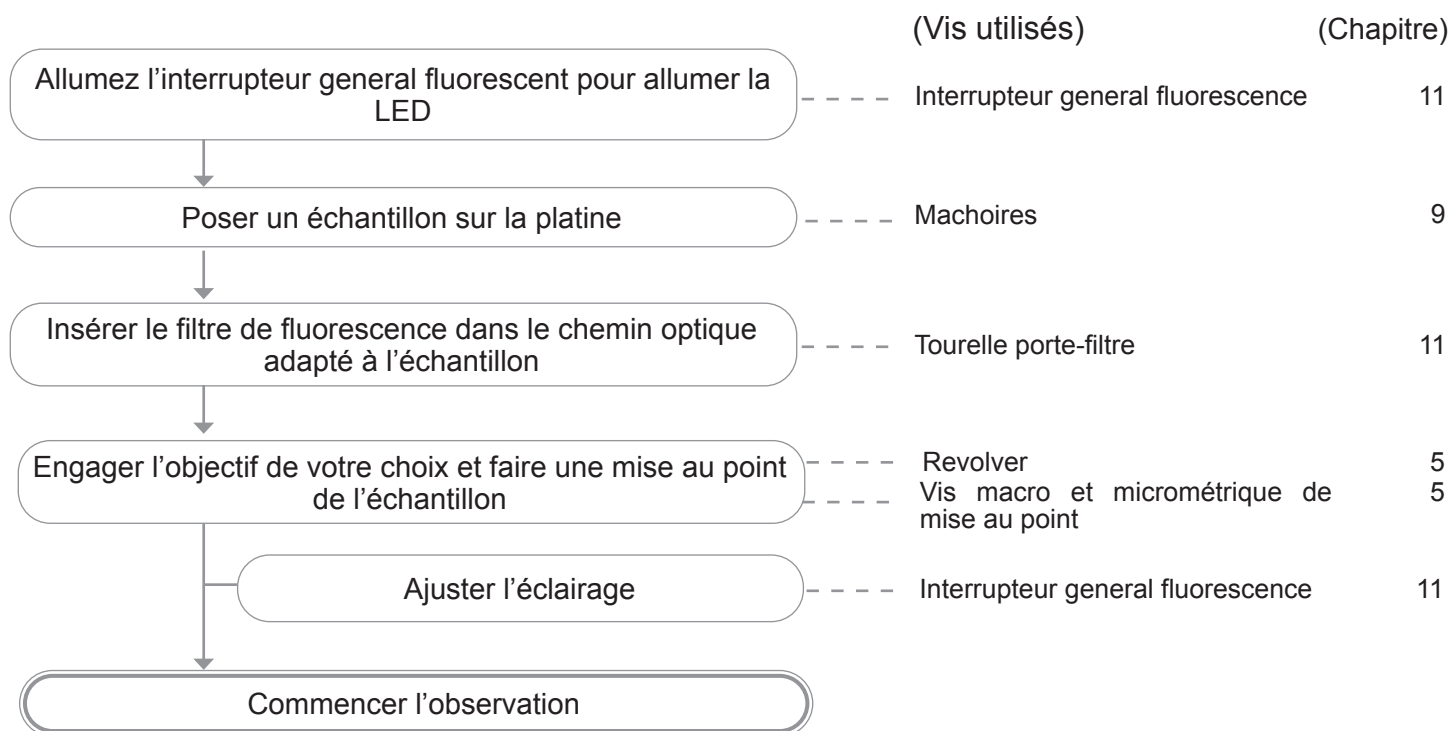 (Vis utilisés) (Chapitre)
Allumez l’interrupteur general fluorescent pour allumer la
LED
Interrupteur general fluorescence 11
Poser un échantillon sur la platine
Machoires 9
Insérer le filtre de fluorescence dans le chemin optique
adapté à l’échantillon
Tourelle porte-filtre 11
Engager l’objectif de votre choix et faire une mise au point
de l’échantillon
Revolver 5
Vis macro et micrométrique de 5
mise au point
Ajuster l’éclairage
Interrupteur general fluorescence 11
Commencer l’observation